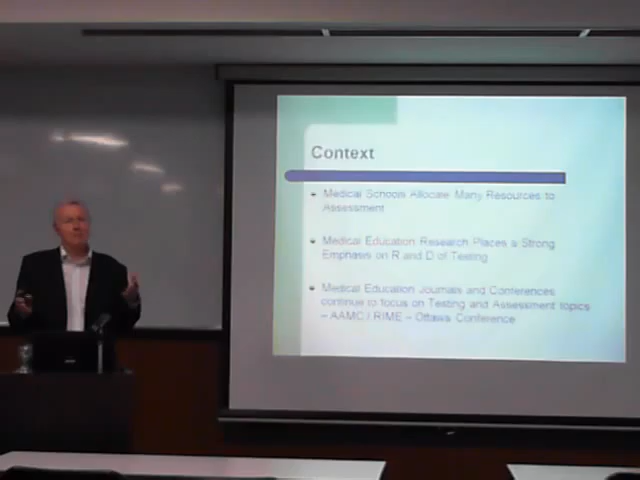 Context
Medical Schools Allocate Many Resources to
Assessment
Medical Education Research Places a Strong
Emphasis on R and D of Testing
Medical Education Journals and Conferences
continue to focus on Testing and Assessment topics
– AAMC / RIME – Ottawa Conference